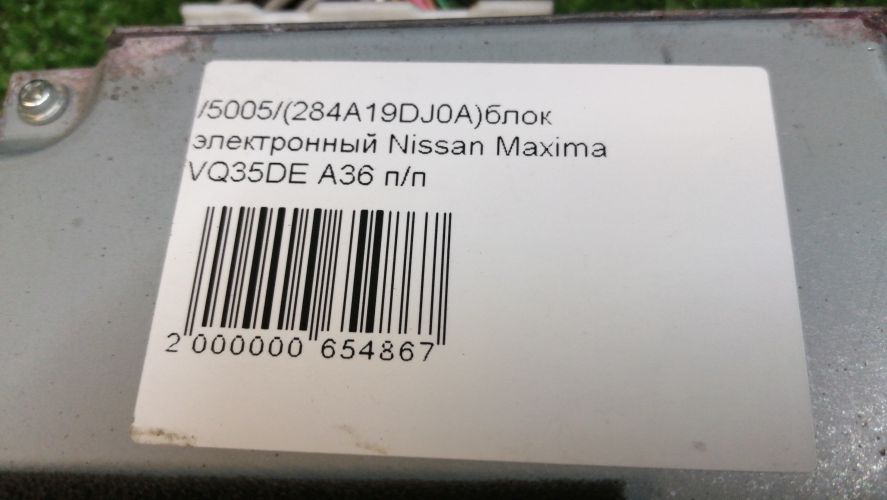 /5005/(284A19DJ0A)блок
электронный Nissan Maxima
VQ35DE A36 п/п
2 000000 654867